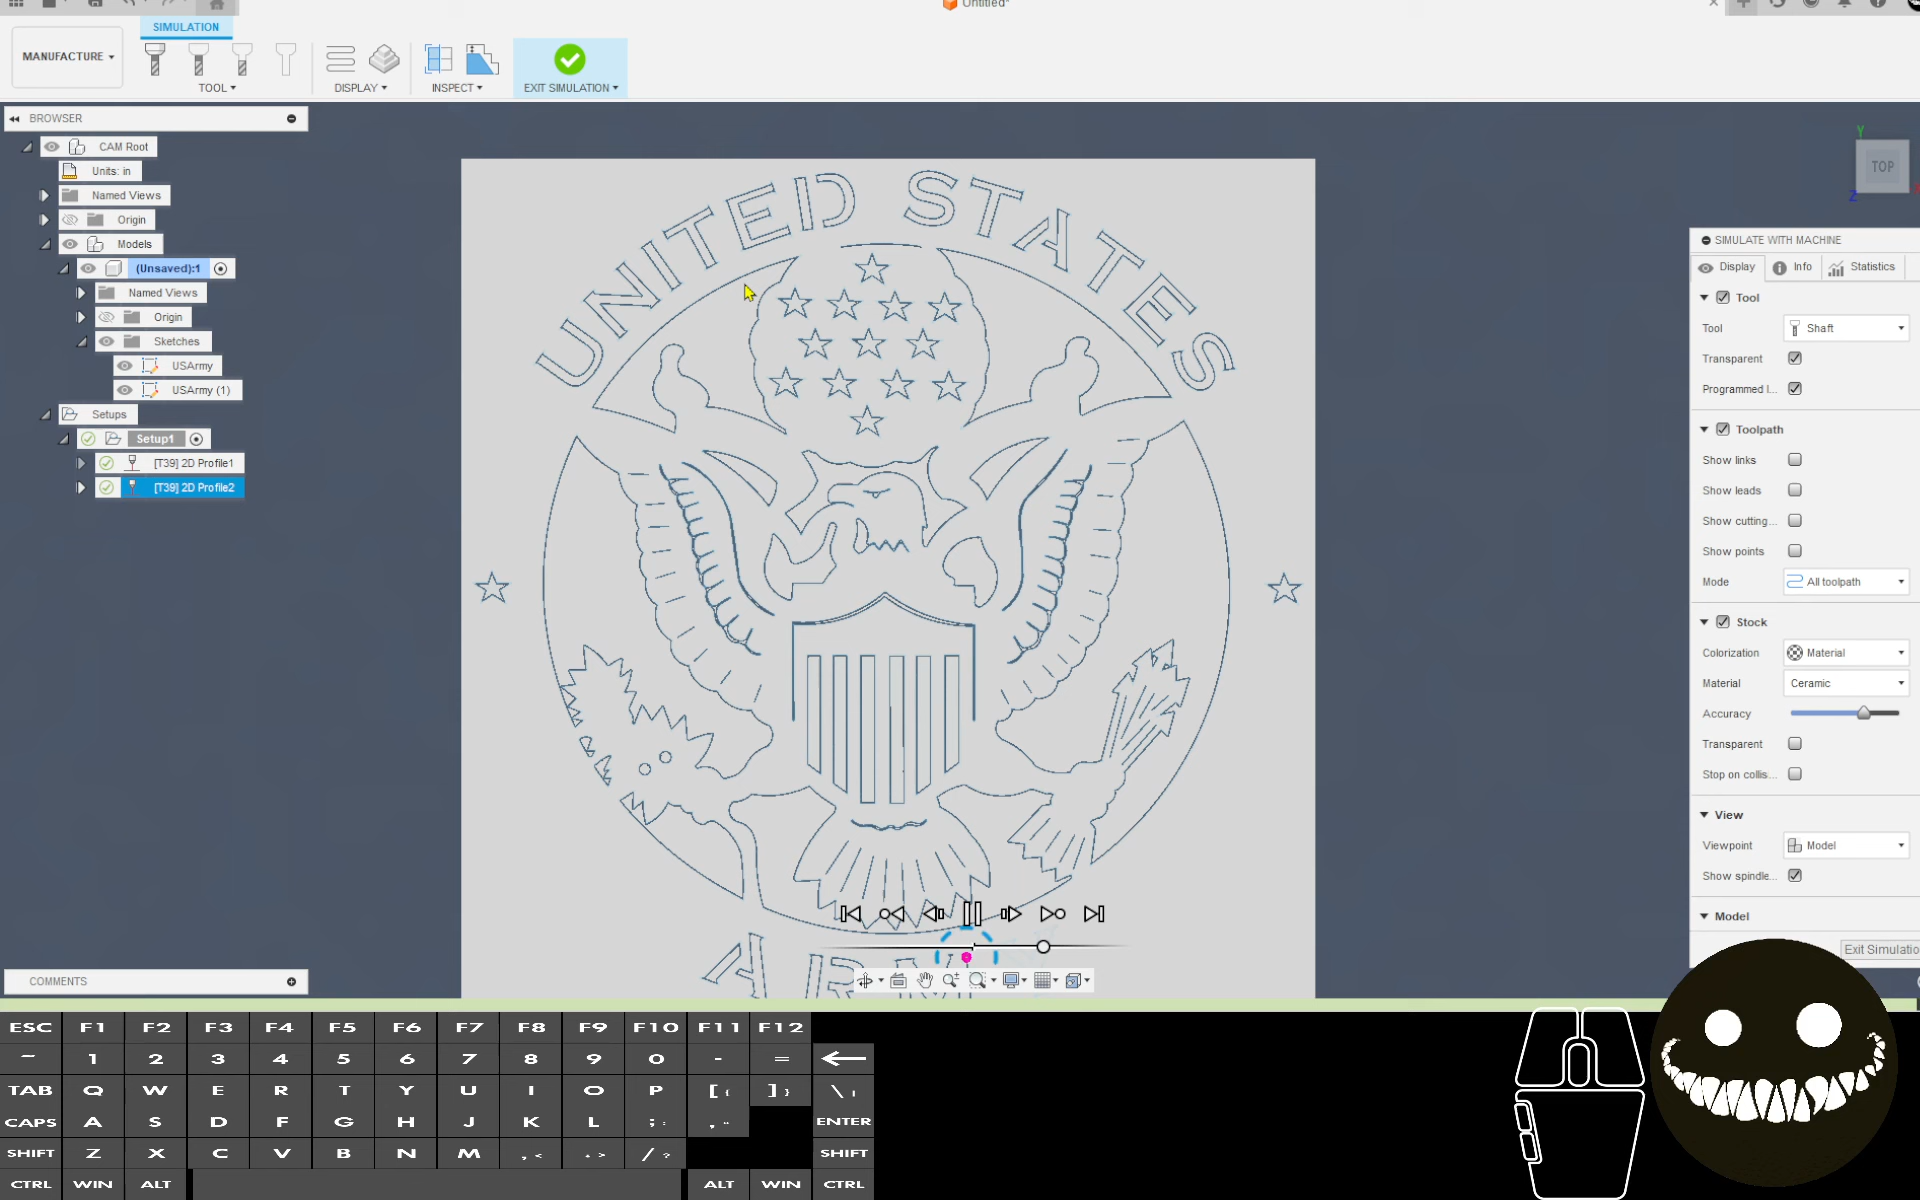 Untitled*
SIMULATION
MANUFACTURE
TOOL
DISPLAY
INSPECT
EXIT SIMULATION
BROWSER
CAM Root
Units: in
Named Views
Origin
Models
(Unsaved):1
Named Views
Origin
Sketches
USArmy
USArmy (1)
Setups
Setup1
[T39] 2D Profile1
[T39] 2D Profile2
COMMENTS
UNITED STATES
ARM
Y
TOP
Z
SIMULATE WITH MACHINE
Display Info Statistics
Tool
Tool Shaft
Transparent
Programmed I...
Toolpath
Show links
Show leads
Show cutting...
Show points
Mode All toolpath
Stock
Colorization Material
Material Ceramic
Accuracy
Transparent
Stop on collis...
View
Viewpoint Model
Show spindle...
Model
Exit Simulatio
ESC F1 F2 F3 F4 F5 F6 F7 F8 F9 F10 F11 F12
~ 1 2 3 4 5 6 7 8 9 0 - =
TAB Q W E R T Y U I O P [{ ]} \|
CAPS A S D F G H J K L ;: ," ENTER
SHIFT Z X C V B N M ,< .> /? SHIFT
CTRL WIN ALT ALT WIN CTRL